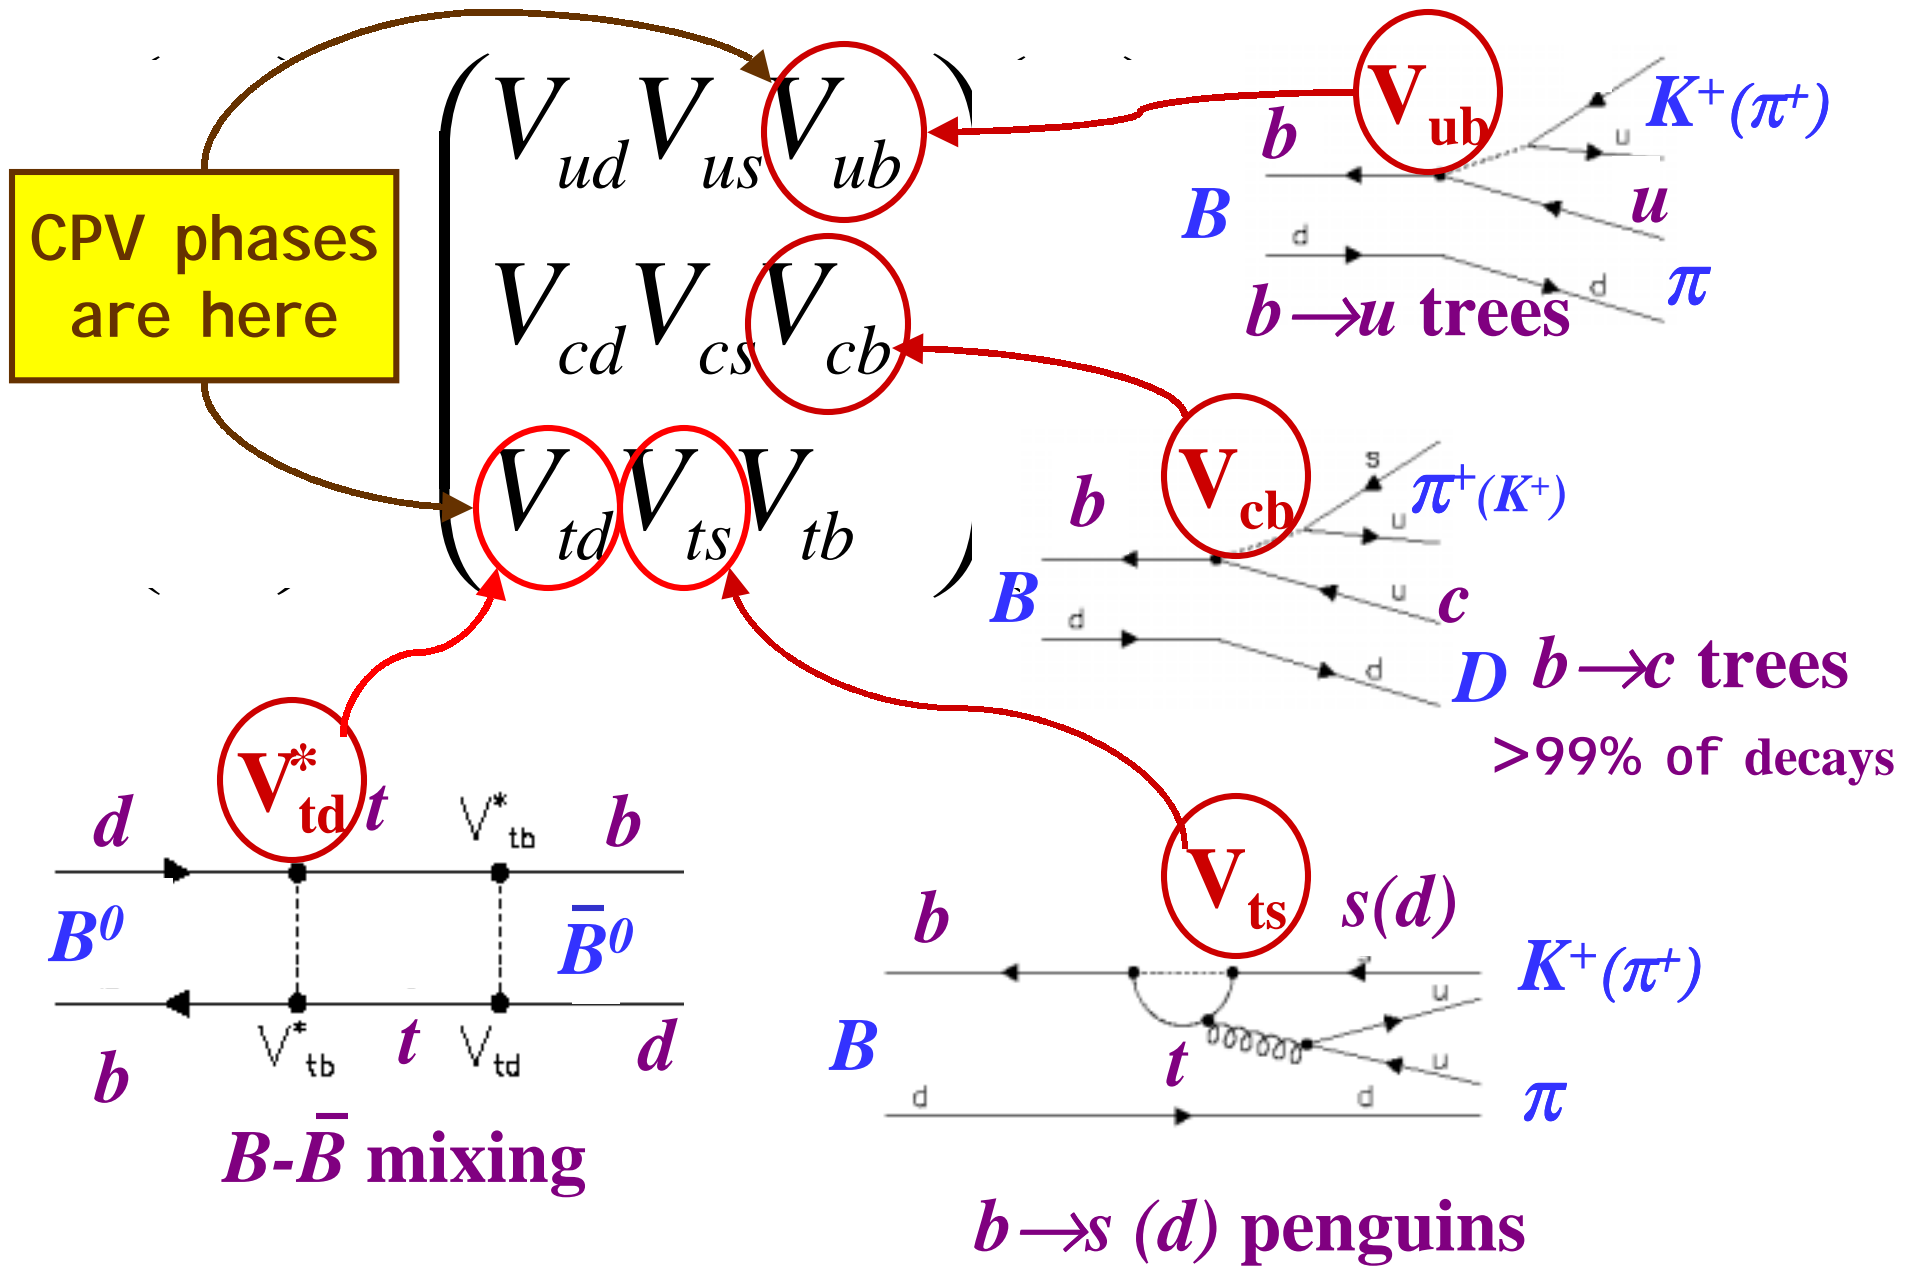 V_ud V_us V_ub
V_cd V_cs V_cb
V_td V_ts V_tb
CPV phases
are here
V_ub
b
K⁺(π⁺)
u
u
B
d
d
π
b→u trees
V_cb
b
s
π⁺(K⁺)
u
B
u
c
d
d
D
b→c trees
>99% of decays
V*_td
d
t
V*_tb
b
B⁰
B̄⁰
b
V*_tb
t
V_td
d
B-B̄ mixing
V_ts
b
s(d)
K⁺(π⁺)
u
B
t
u
d
d
π
b→s (d) penguins